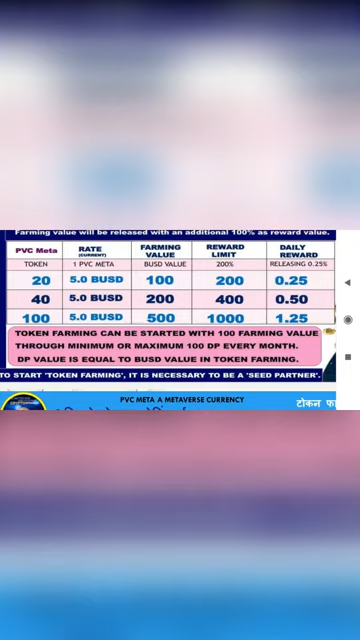 Farming value will be released with an additional 100% as reward value.
PVC Meta RATE (CURRENT) FARMING VALUE REWARD LIMIT DAILY REWARD
TOKEN 1 PVC META BUSD VALUE 200% RELEASING 0.25%
20 5.0 BUSD 100 200 0.25
40 5.0 BUSD 200 400 0.50
100 5.0 BUSD 500 1000 1.25
TOKEN FARMING CAN BE STARTED WITH 100 FARMING VALUE
THROUGH MINIMUM OR MAXIMUM 100 DP EVERY MONTH.
DP VALUE IS EQUAL TO BUSD VALUE IN TOKEN FARMING.
TO START 'TOKEN FARMING', IT IS NECESSARY TO BE A 'SEED PARTNER'.
PVC META A METAVERSE CURRENCY
टोकन